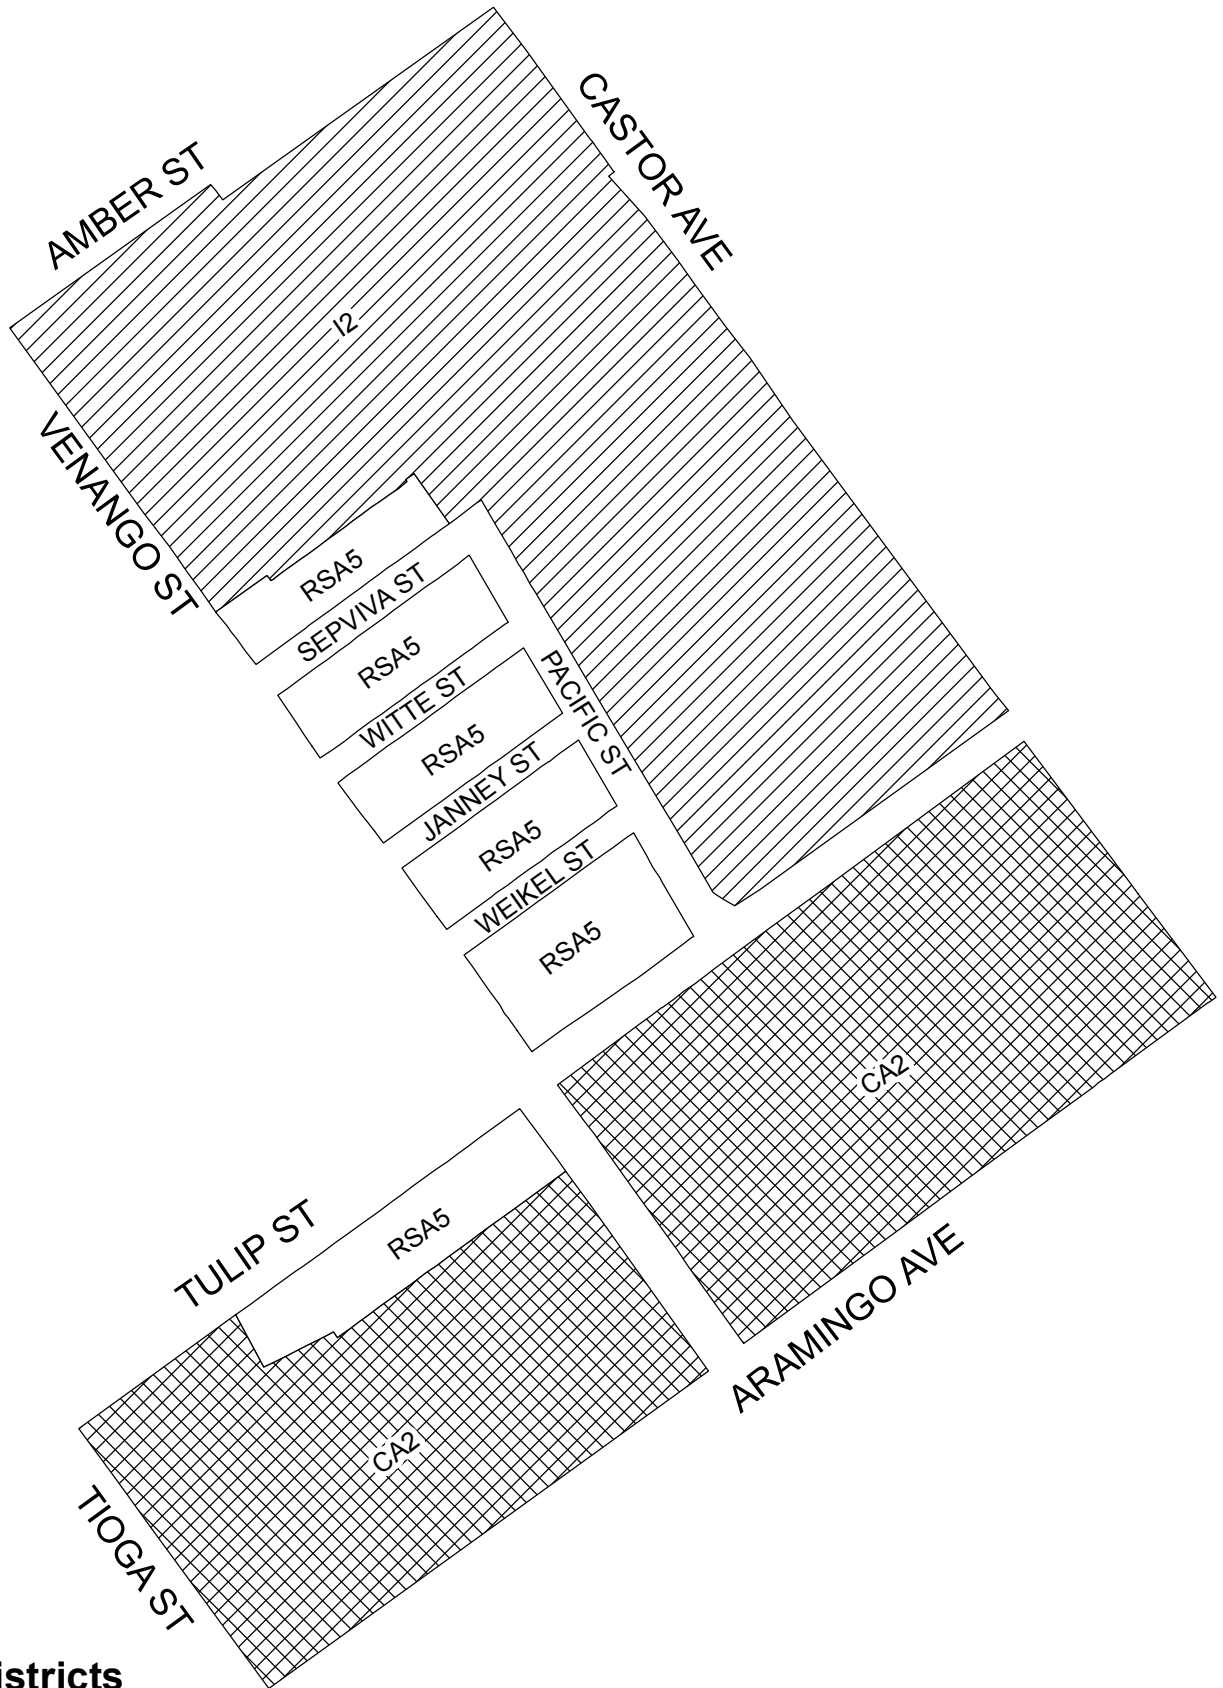 CASTOR AVE
AMBER ST
I2
VENANGO ST
RSA5
SEPVIVA ST
RSA5
WITTE ST
PACIFIC ST
RSA5
JANNEY ST
RSA5
WEIKEL ST
RSA5
CA2
TULIP ST
RSA5
ARAMINGO AVE
CA2
TIOGA ST
istricts